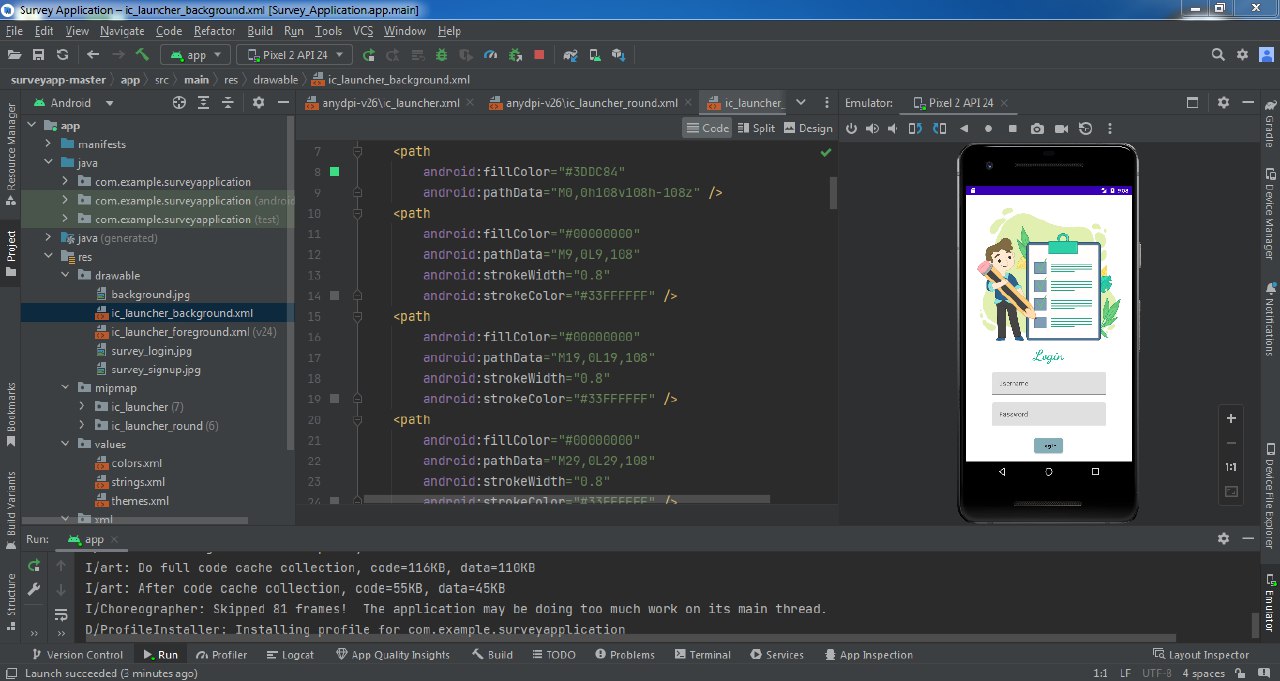 Survey Application – ic_launcher_background.xml [Survey_Application.app.main]
File Edit View Navigate Code Refactor Build Run Tools VCS Window Help
app Pixel 2 API 24
surveyapp-master app src main res drawable ic_launcher_background.xml
Android
anydpi-v26\ic_launcher.xml anydpi-v26\ic_launcher_round.xml ic_launcher_
Emulator: Pixel 2 API 24
Code Split Design
Resource Manager
Project
Bookmarks
Build Variants
Structure
app
manifests
java
com.example.surveyapplication
com.example.surveyapplication (android
com.example.surveyapplication (test)
java (generated)
res
drawable
background.jpg
ic_launcher_background.xml
ic_launcher_foreground.xml (v24)
survey_login.jpg
survey_signup.jpg
mipmap
ic_launcher (7)
ic_launcher_round (6)
values
colors.xml
strings.xml
themes.xml
xml
7 <path
8 android:fillColor="#3DDC84"
9 android:pathData="M0,0h108v108h-108z" />
10 <path
11 android:fillColor="#00000000"
12 android:pathData="M9,0L9,108"
13 android:strokeWidth="0.8"
14 android:strokeColor="#33FFFFFF" />
15 <path
16 android:fillColor="#00000000"
17 android:pathData="M19,0L19,108"
18 android:strokeWidth="0.8"
19 android:strokeColor="#33FFFFFF" />
20 <path
21 android:fillColor="#00000000"
22 android:pathData="M29,0L29,108"
23 android:strokeWidth="0.8"
24 android:strokeColor="#33FFFFFF" />
Login
Username
Password
Login
1:1
Gradle
Device Manager
Notifications
Device File Explorer
Emulator
Run: app
I/art: Do full code cache collection, code=116KB, data=110KB
I/art: After code cache collection, code=55KB, data=45KB
I/Choreographer: Skipped 81 frames!  The application may be doing too much work on its main thread.
D/ProfileInstaller: Installing profile for com.example.surveyapplication
Version Control Run Profiler Logcat App Quality Insights Build TODO Problems Terminal Services App Inspection Layout Inspector
Launch succeeded (3 minutes ago) 1:1 LF UTF-8 4 spaces